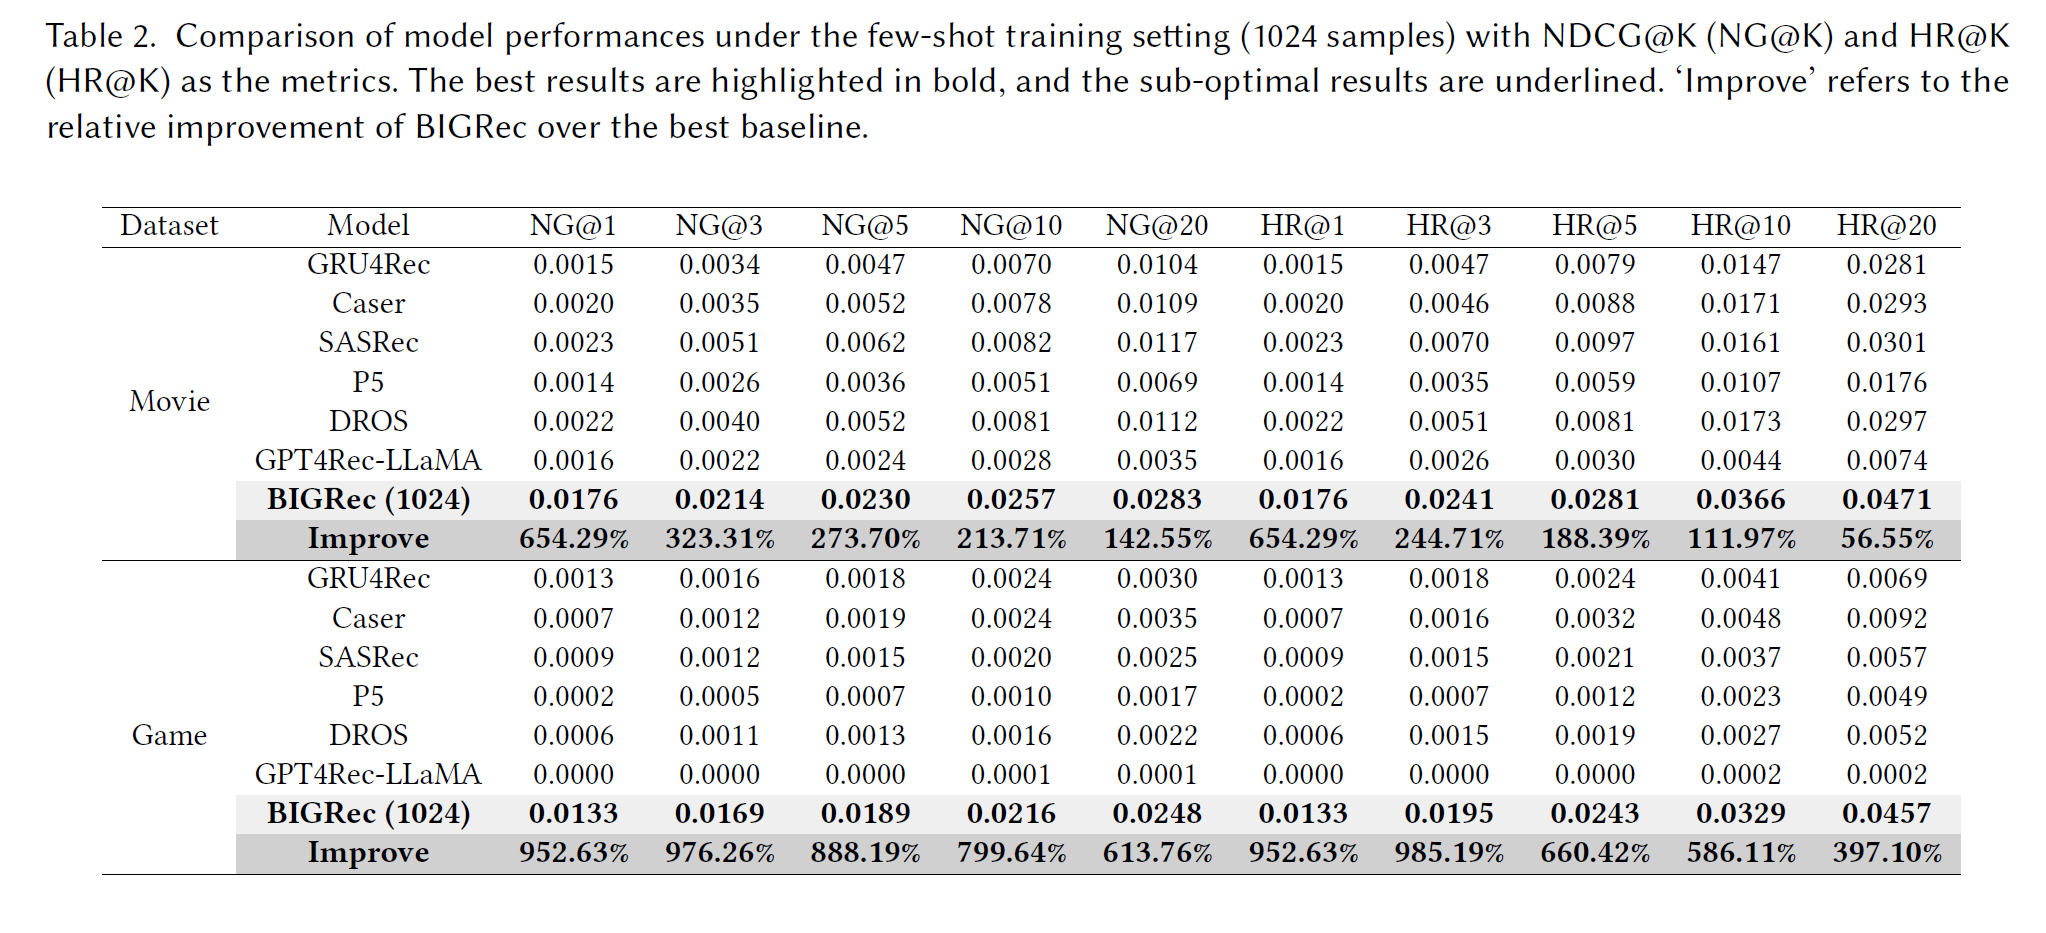 Table 2. Comparison of model performances under the few-shot training setting (1024 samples) with NDCG@K (NG@K) and HR@K
(HR@K) as the metrics. The best results are highlighted in bold, and the sub-optimal results are underlined. ‘Improve’ refers to the
relative improvement of BIGRec over the best baseline.
Dataset Model NG@1 NG@3 NG@5 NG@10 NG@20 HR@1 HR@3 HR@5 HR@10 HR@20
GRU4Rec 0.0015 0.0034 0.0047 0.0070 0.0104 0.0015 0.0047 0.0079 0.0147 0.0281
Caser 0.0020 0.0035 0.0052 0.0078 0.0109 0.0020 0.0046 0.0088 0.0171 0.0293
SASRec 0.0023 0.0051 0.0062 0.0082 0.0117 0.0023 0.0070 0.0097 0.0161 0.0301
P5 0.0014 0.0026 0.0036 0.0051 0.0069 0.0014 0.0035 0.0059 0.0107 0.0176
Movie
DROS 0.0022 0.0040 0.0052 0.0081 0.0112 0.0022 0.0051 0.0081 0.0173 0.0297
GPT4Rec-LLaMA 0.0016 0.0022 0.0024 0.0028 0.0035 0.0016 0.0026 0.0030 0.0044 0.0074
BIGRec (1024) 0.0176 0.0214 0.0230 0.0257 0.0283 0.0176 0.0241 0.0281 0.0366 0.0471
Improve 654.29% 323.31% 273.70% 213.71% 142.55% 654.29% 244.71% 188.39% 111.97% 56.55%
GRU4Rec 0.0013 0.0016 0.0018 0.0024 0.0030 0.0013 0.0018 0.0024 0.0041 0.0069
Caser 0.0007 0.0012 0.0019 0.0024 0.0035 0.0007 0.0016 0.0032 0.0048 0.0092
SASRec 0.0009 0.0012 0.0015 0.0020 0.0025 0.0009 0.0015 0.0021 0.0037 0.0057
P5 0.0002 0.0005 0.0007 0.0010 0.0017 0.0002 0.0007 0.0012 0.0023 0.0049
Game DROS 0.0006 0.0011 0.0013 0.0016 0.0022 0.0006 0.0015 0.0019 0.0027 0.0052
GPT4Rec-LLaMA 0.0000 0.0000 0.0000 0.0001 0.0001 0.0000 0.0000 0.0000 0.0002 0.0002
BIGRec (1024) 0.0133 0.0169 0.0189 0.0216 0.0248 0.0133 0.0195 0.0243 0.0329 0.0457
Improve 952.63% 976.26% 888.19% 799.64% 613.76% 952.63% 985.19% 660.42% 586.11% 397.10%